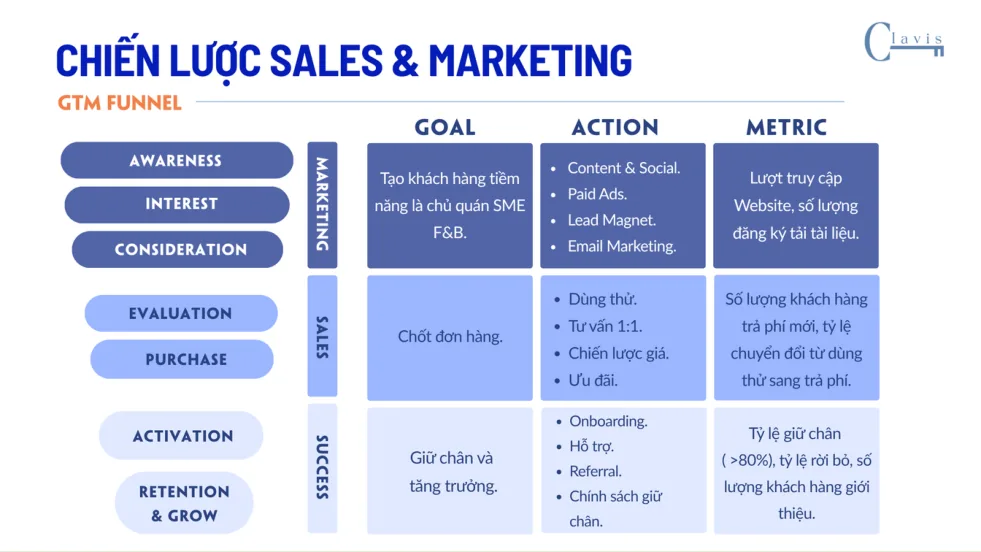 Clavis
CHIẾN LƯỢC SALES & MARKETING
GTM FUNNEL
GOAL
ACTION
METRIC
AWARENESS
INTEREST
CONSIDERATION
MARKETING
Tạo khách hàng tiềm
năng là chủ quán SME
F&B.
• Content & Social.
• Paid Ads.
• Lead Magnet.
• Email Marketing.
Lượt truy cập
Website, số lượng
đăng ký tải tài liệu.
EVALUATION
PURCHASE
SALES
Chốt đơn hàng.
• Dùng thử.
• Tư vấn 1:1.
• Chiến lược giá.
• Ưu đãi.
Số lượng khách hàng
trả phí mới, tỷ lệ
chuyển đổi từ dùng
thử sang trả phí.
ACTIVATION
RETENTION
& GROW
SUCCESS
Giữ chân và
tăng trưởng.
• Onboarding.
• Hỗ trợ.
• Referral.
• Chính sách giữ
chân.
Tỷ lệ giữ chân
( >80%), tỷ lệ rời bỏ, số
lượng khách hàng giới
thiệu.